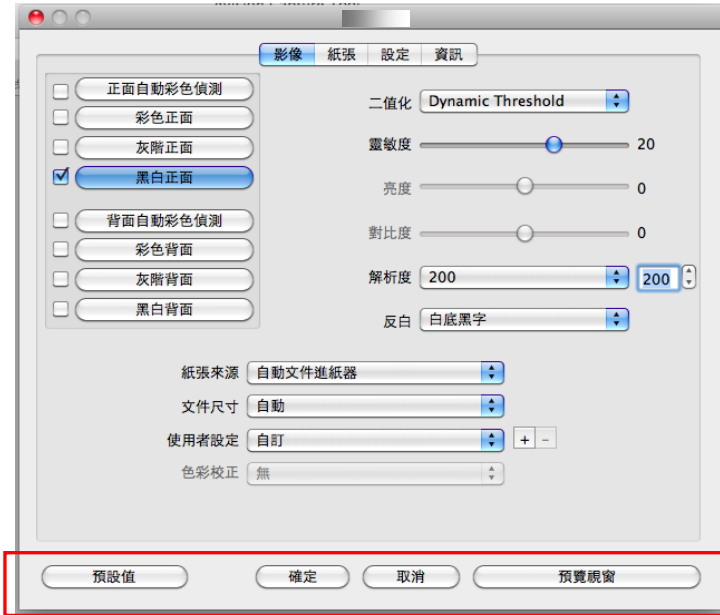 影像 紙張 設定 資訊
正面自動彩色偵測
彩色正面
灰階正面
黑白正面
背面自動彩色偵測
彩色背面
灰階背面
黑白背面
二值化 Dynamic Threshold
靈敏度 20
亮度 0
對比度 0
解析度 200 200
反白 白底黑字
紙張來源 自動文件進紙器
文件尺寸 自動
使用者設定 自訂 + -
色彩校正 無
預設值 確定 取消 預覽視窗